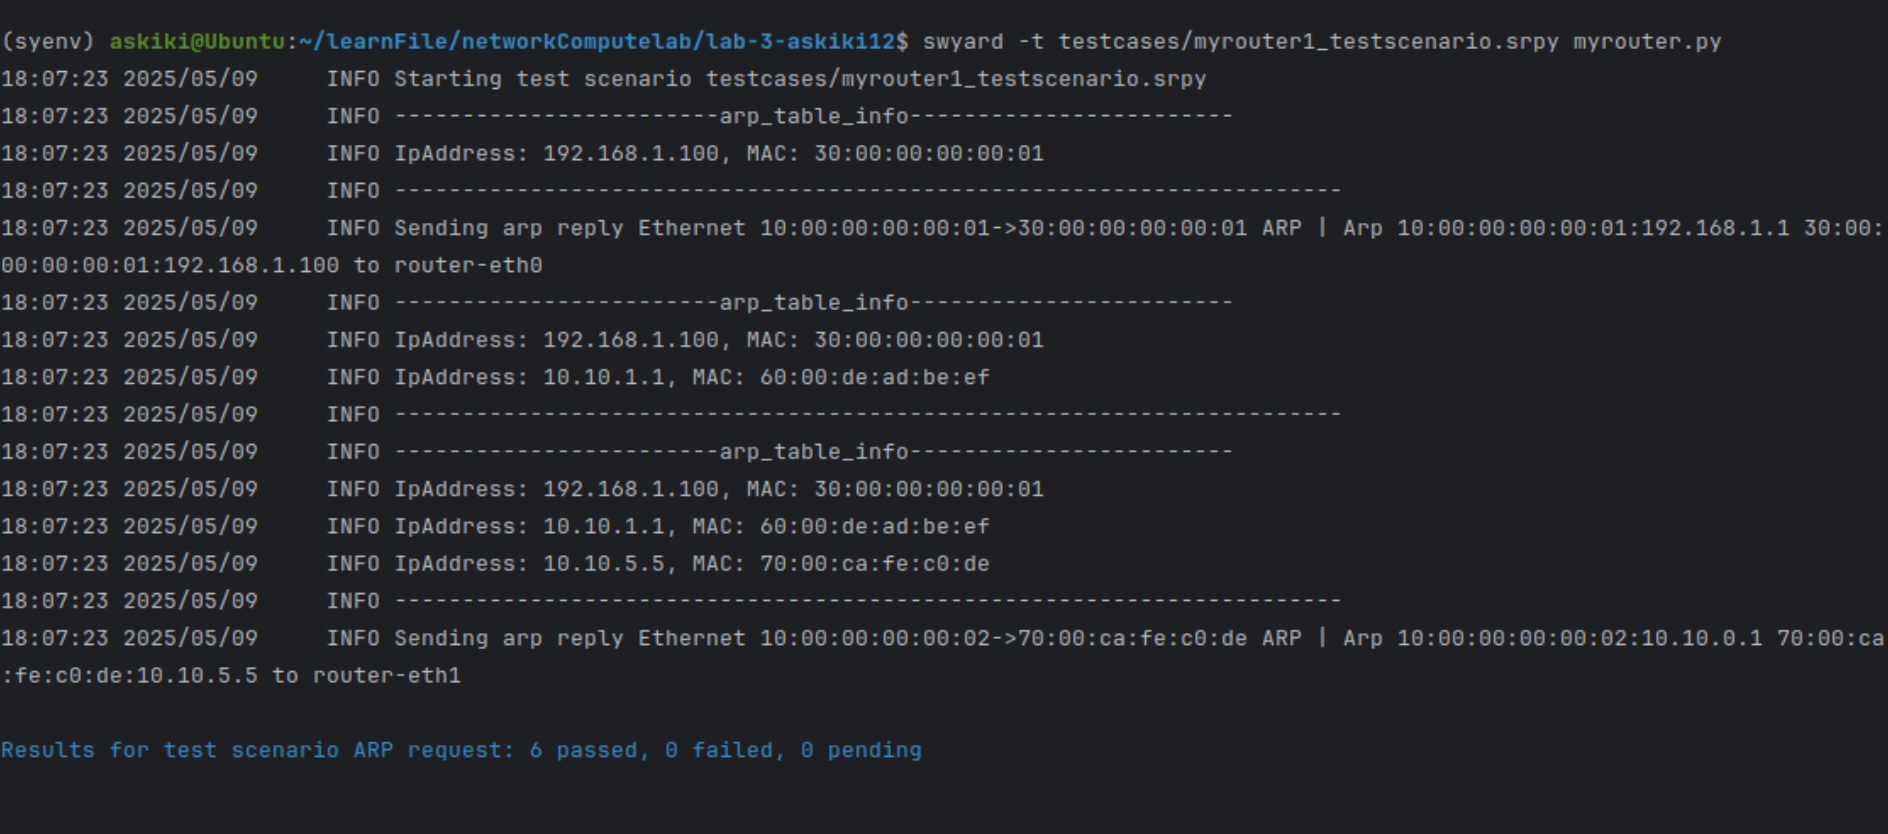 (syenv) askiki@Ubuntu:~/learnFile/networkComputelab/lab-3-askiki12$ swyard -t testcases/myrouter1_testscenario.srpy myrouter.py
18:07:23 2025/05/09     INFO Starting test scenario testcases/myrouter1_testscenario.srpy
18:07:23 2025/05/09     INFO ------------------------arp_table_info------------------------
18:07:23 2025/05/09     INFO IpAddress: 192.168.1.100, MAC: 30:00:00:00:00:01
18:07:23 2025/05/09     INFO ----------------------------------------------------------------------
18:07:23 2025/05/09     INFO Sending arp reply Ethernet 10:00:00:00:00:01->30:00:00:00:00:01 ARP | Arp 10:00:00:00:00:01:192.168.1.1 30:00:
00:00:00:01:192.168.1.100 to router-eth0
18:07:23 2025/05/09     INFO ------------------------arp_table_info------------------------
18:07:23 2025/05/09     INFO IpAddress: 192.168.1.100, MAC: 30:00:00:00:00:01
18:07:23 2025/05/09     INFO IpAddress: 10.10.1.1, MAC: 60:00:de:ad:be:ef
18:07:23 2025/05/09     INFO ----------------------------------------------------------------------
18:07:23 2025/05/09     INFO ------------------------arp_table_info------------------------
18:07:23 2025/05/09     INFO IpAddress: 192.168.1.100, MAC: 30:00:00:00:00:01
18:07:23 2025/05/09     INFO IpAddress: 10.10.1.1, MAC: 60:00:de:ad:be:ef
18:07:23 2025/05/09     INFO IpAddress: 10.10.5.5, MAC: 70:00:ca:fe:c0:de
18:07:23 2025/05/09     INFO ----------------------------------------------------------------------
18:07:23 2025/05/09     INFO Sending arp reply Ethernet 10:00:00:00:00:02->70:00:ca:fe:c0:de ARP | Arp 10:00:00:00:00:02:10.10.0.1 70:00:ca
:fe:c0:de:10.10.5.5 to router-eth1
Results for test scenario ARP request: 6 passed, 0 failed, 0 pending